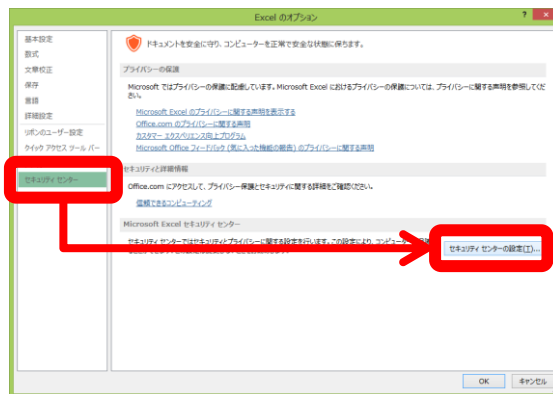 Excel のオプション
? ×
基本設定
数式
文章校正
保存
言語
詳細設定
リボンのユーザー設定
クイック アクセス ツール バー
セキュリティ センター
ドキュメントを安全に守り、コンピューターを正常で安全な状態に保ちます。
プライバシーの保護
Microsoft ではプライバシーの保護に配慮しています。Microsoft Excel におけるプライバシーの保護については、プライバシーに関する声明を参照してくだ
さい。
Microsoft Excel のプライバシーに関する声明を表示する
Office.com のプライバシーに関する声明
カスタマー エクスペリエンス向上プログラム
Microsoft Office フィードバック (気に入った機能の報告) のプライバシーに関する声明
セキュリティと詳細情報
Office.com にアクセスして、プライバシー保護とセキュリティに関する詳細をご確認ください。
信頼できるコンピューティング
Microsoft Excel セキュリティ センター
セキュリティ センターではセキュリティとプライバシーに関する設定を行います。この設定により、コンピューター
セキュリティ センターの設定(T)...
OK キャンセル